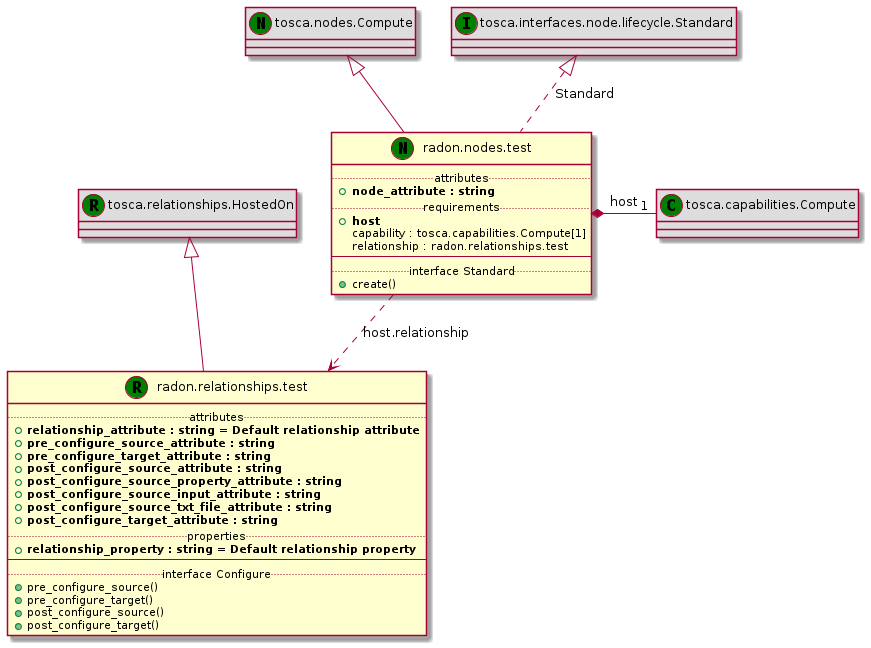 N tosca.nodes.Compute
I tosca.interfaces.node.lifecycle.Standard
Standard
N radon.nodes.test
attributes
node_attribute : string
requirements
host
capability : tosca.capabilities.Compute[1]
relationship : radon.relationships.test
interface Standard
create()
host 1
C tosca.capabilities.Compute
R tosca.relationships.HostedOn
host.relationship
R radon.relationships.test
attributes
relationship_attribute : string = Default relationship attribute
pre_configure_source_attribute : string
pre_configure_target_attribute : string
post_configure_source_attribute : string
post_configure_source_property_attribute : string
post_configure_source_input_attribute : string
post_configure_source_txt_file_attribute : string
post_configure_target_attribute : string
properties
relationship_property : string = Default relationship property
interface Configure
pre_configure_source()
pre_configure_target()
post_configure_source()
post_configure_target()